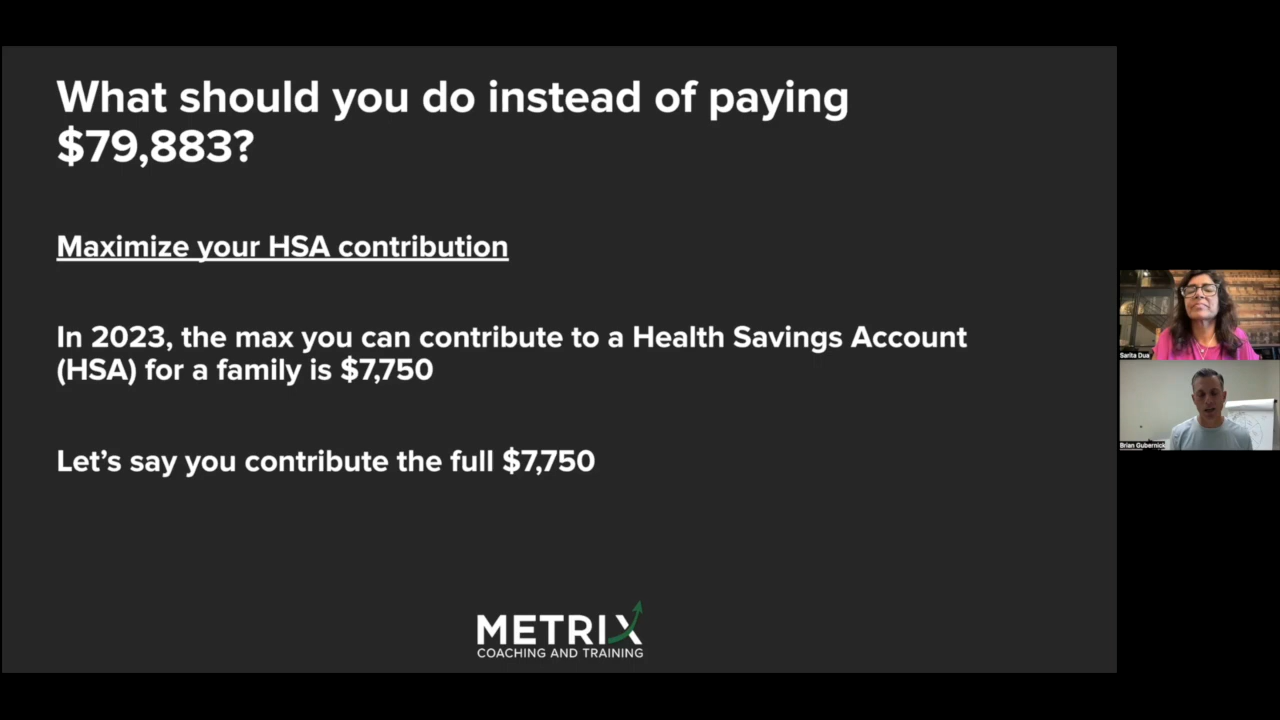 What should you do instead of paying
$79,883?
Maximize your HSA contribution
In 2023, the max you can contribute to a Health Savings Account
(HSA) for a family is $7,750
Let’s say you contribute the full $7,750
METRIX
COACHING AND TRAINING
Sarita Dua
Brian Gubernick